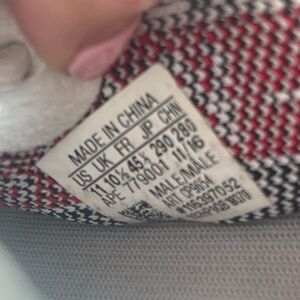 MADE IN CHINA
US UK FR JP CHN
11 10½ 45⅓ 290 280
APE 779001 11/16
MALE/MALE
ART